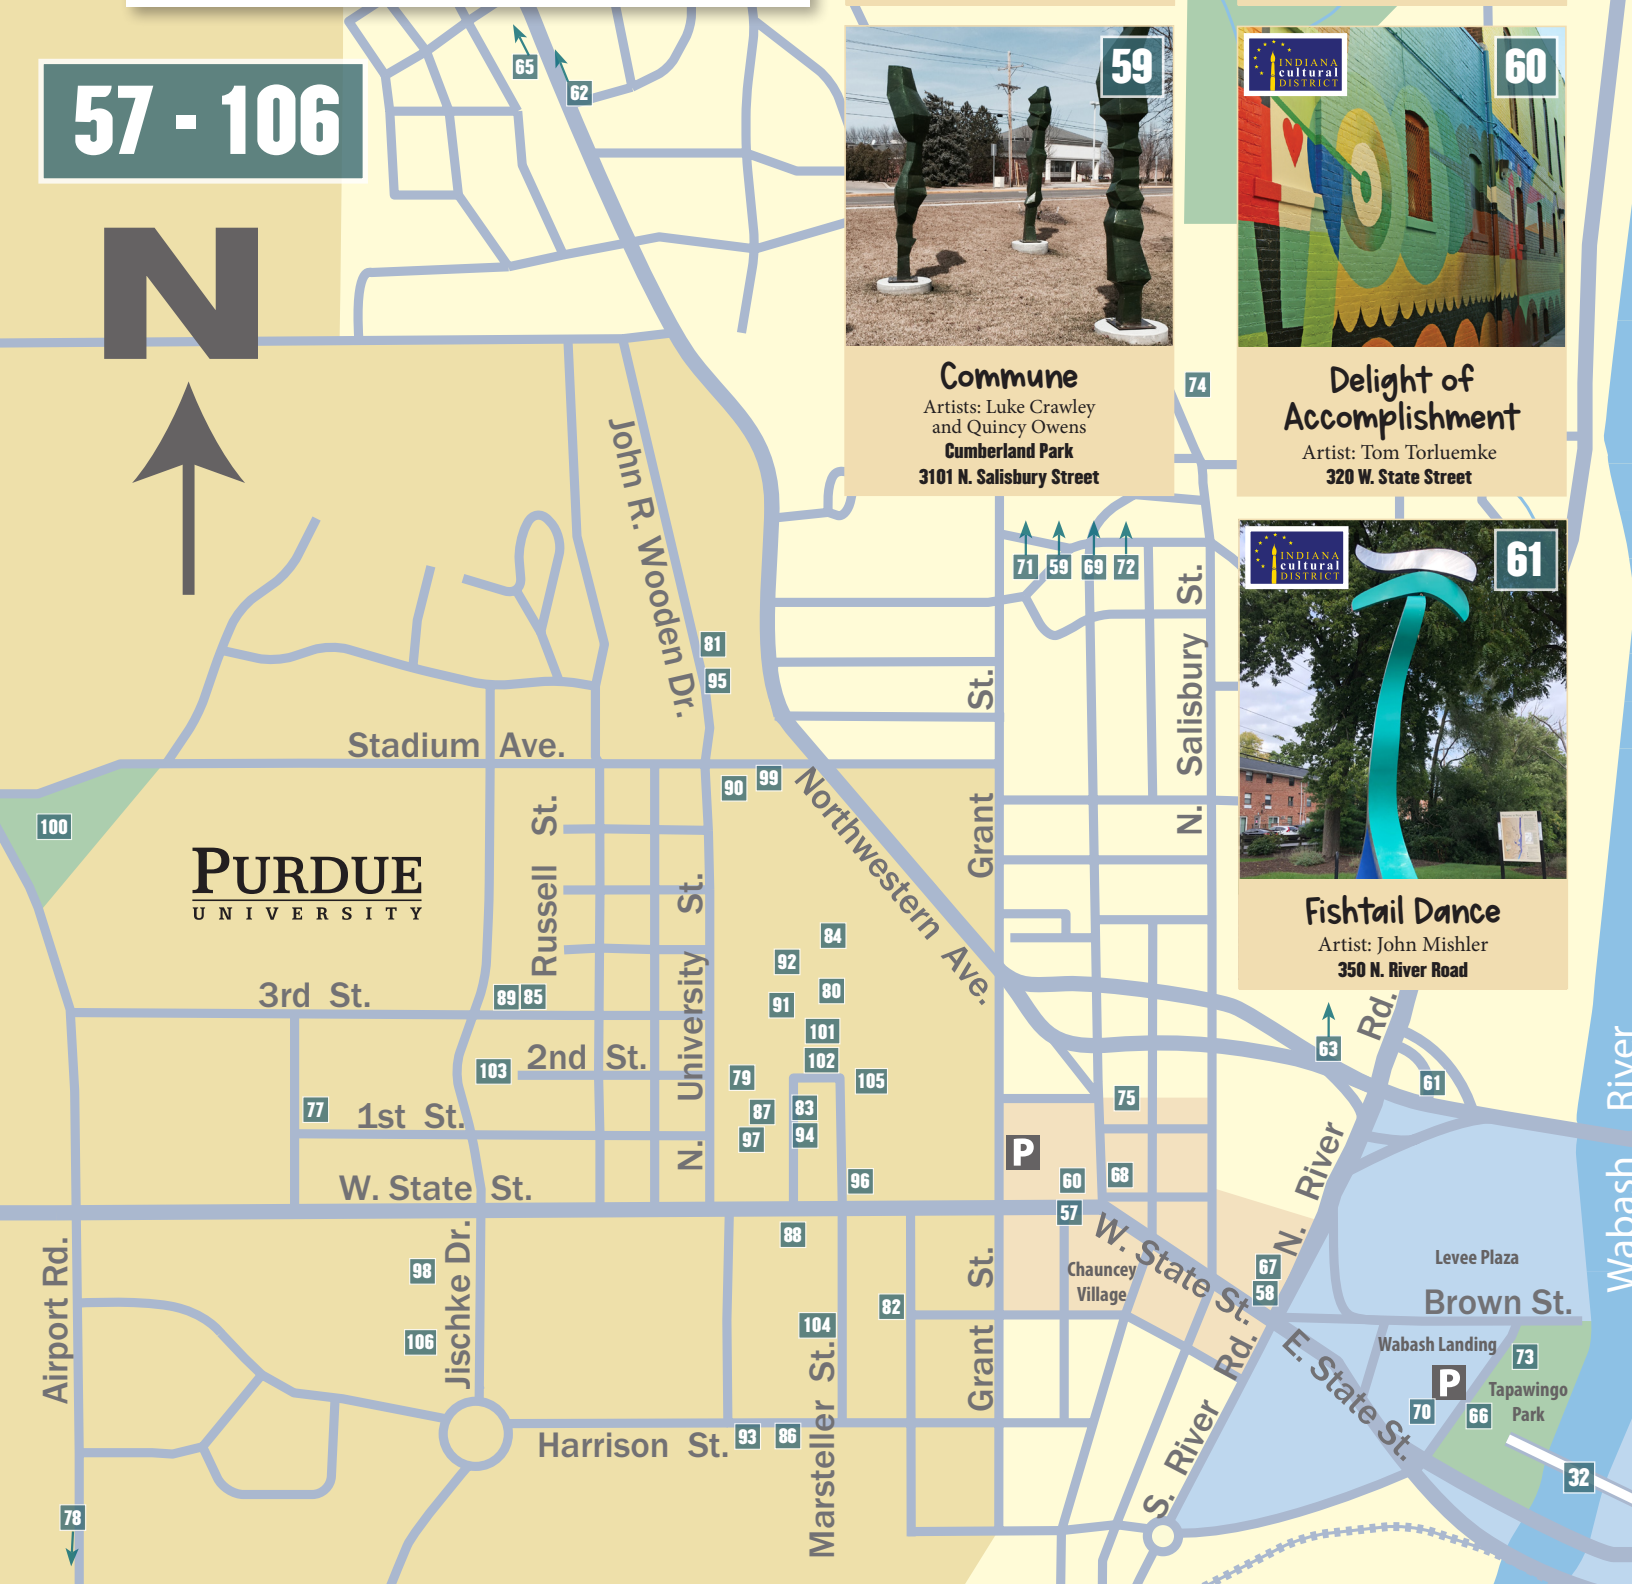 57 - 106
N
65
62
59
Commune
Artists: Luke Crawley
and Quincy Owens
Cumberland Park
3101 N. Salisbury Street
INDIANA
cultural
DISTRICT
60
Delight of
Accomplishment
Artist: Tom Torluemke
320 W. State Street
74
INDIANA
cultural
DISTRICT
61
Fishtail Dance
Artist: John Mishler
350 N. River Road
71
59
69
72
John R. Wooden Dr.
81
95
N. Salisbury St.
Grant St.
Stadium Ave.
90
99
Northwestern Ave.
100
PURDUE
UNIVERSITY
Russell St.
N. University St.
84
92
80
91
101
102
3rd St.
89
85
2nd St.
103
79
105
87
83
97
94
77
1st St.
W. State St.
96
63
Rd.
61
75
P
60
68
57
N. River
Wabash River
88
98
106
Airport Rd.
Jischke Dr.
82
104
Marsteller St.
Grant St.
Chauncey
Village
W. State St.
67
58
Levee Plaza
Brown St.
Wabash Landing
P
73
Tapawingo
Park
70
66
E. State St.
S. River Rd.
32
Harrison St.
93
86
78